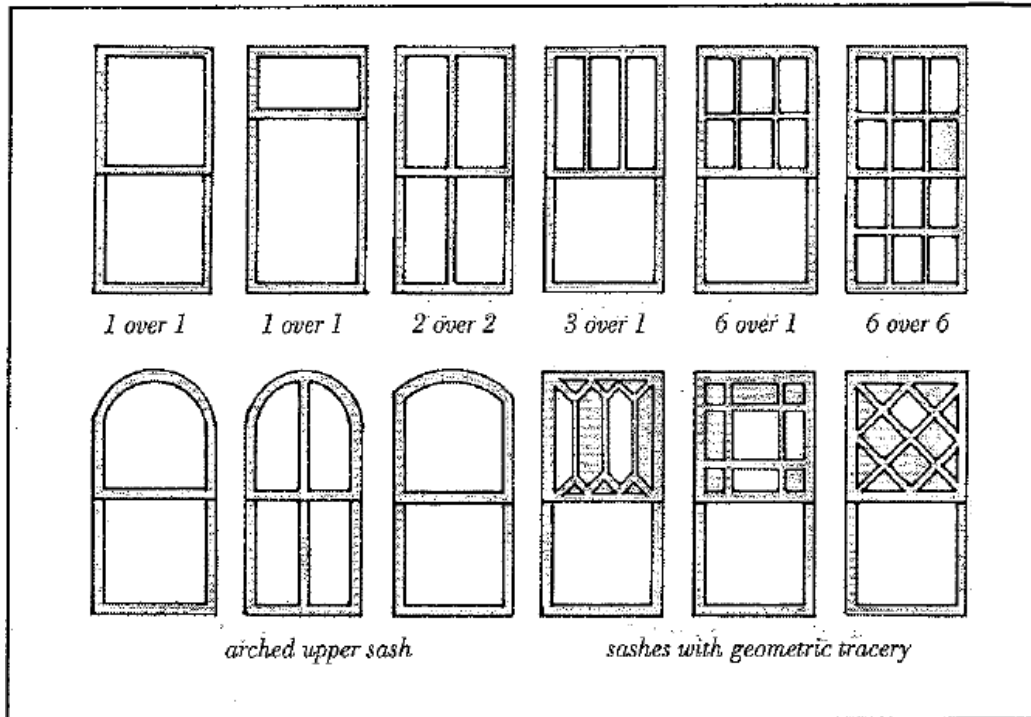 1 over 1 1 over 1 2 over 2 3 over 1 6 over 1 6 over 6
arched upper sash sashes with geometric tracery